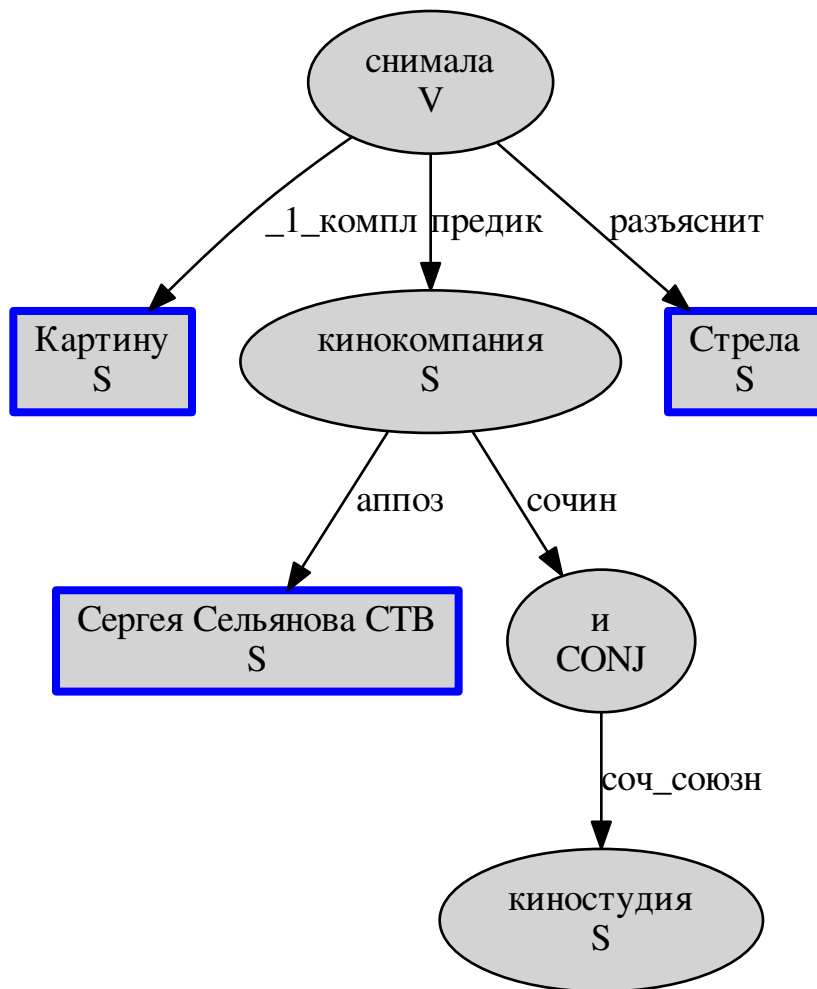 снимала
V
_1_компл
предик
разъяснит
Картину
S
кинокомпания
S
Стрела
S
аппоз
сочин
Сергея Сельянова СТВ
S
и
CONJ
соч_союзн
киностудия
S